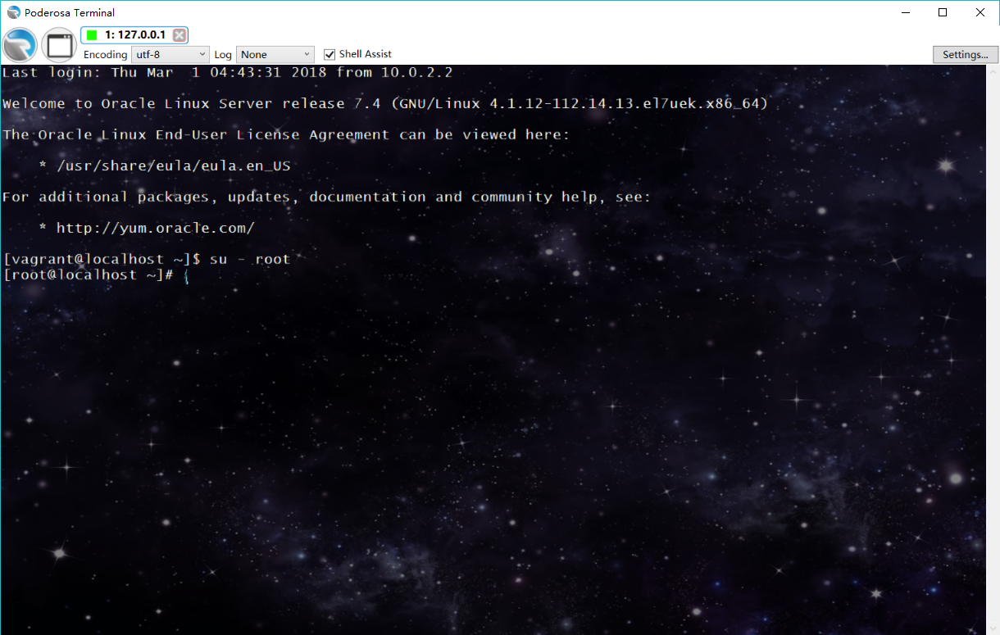 Poderosa Terminal
1: 127.0.0.1
Encoding utf-8 Log None Shell Assist Settings...
Last login: Thu Mar  1 04:43:31 2018 from 10.0.2.2
Welcome to Oracle Linux Server release 7.4 (GNU/Linux 4.1.12-112.14.13.el7uek.x86_64)
The Oracle Linux End-User License Agreement can be viewed here:
    * /usr/share/eula/eula.en_US
For additional packages, updates, documentation and community help, see:
    * http://yum.oracle.com/
[vagrant@localhost ~]$ su - root
[root@localhost ~]#